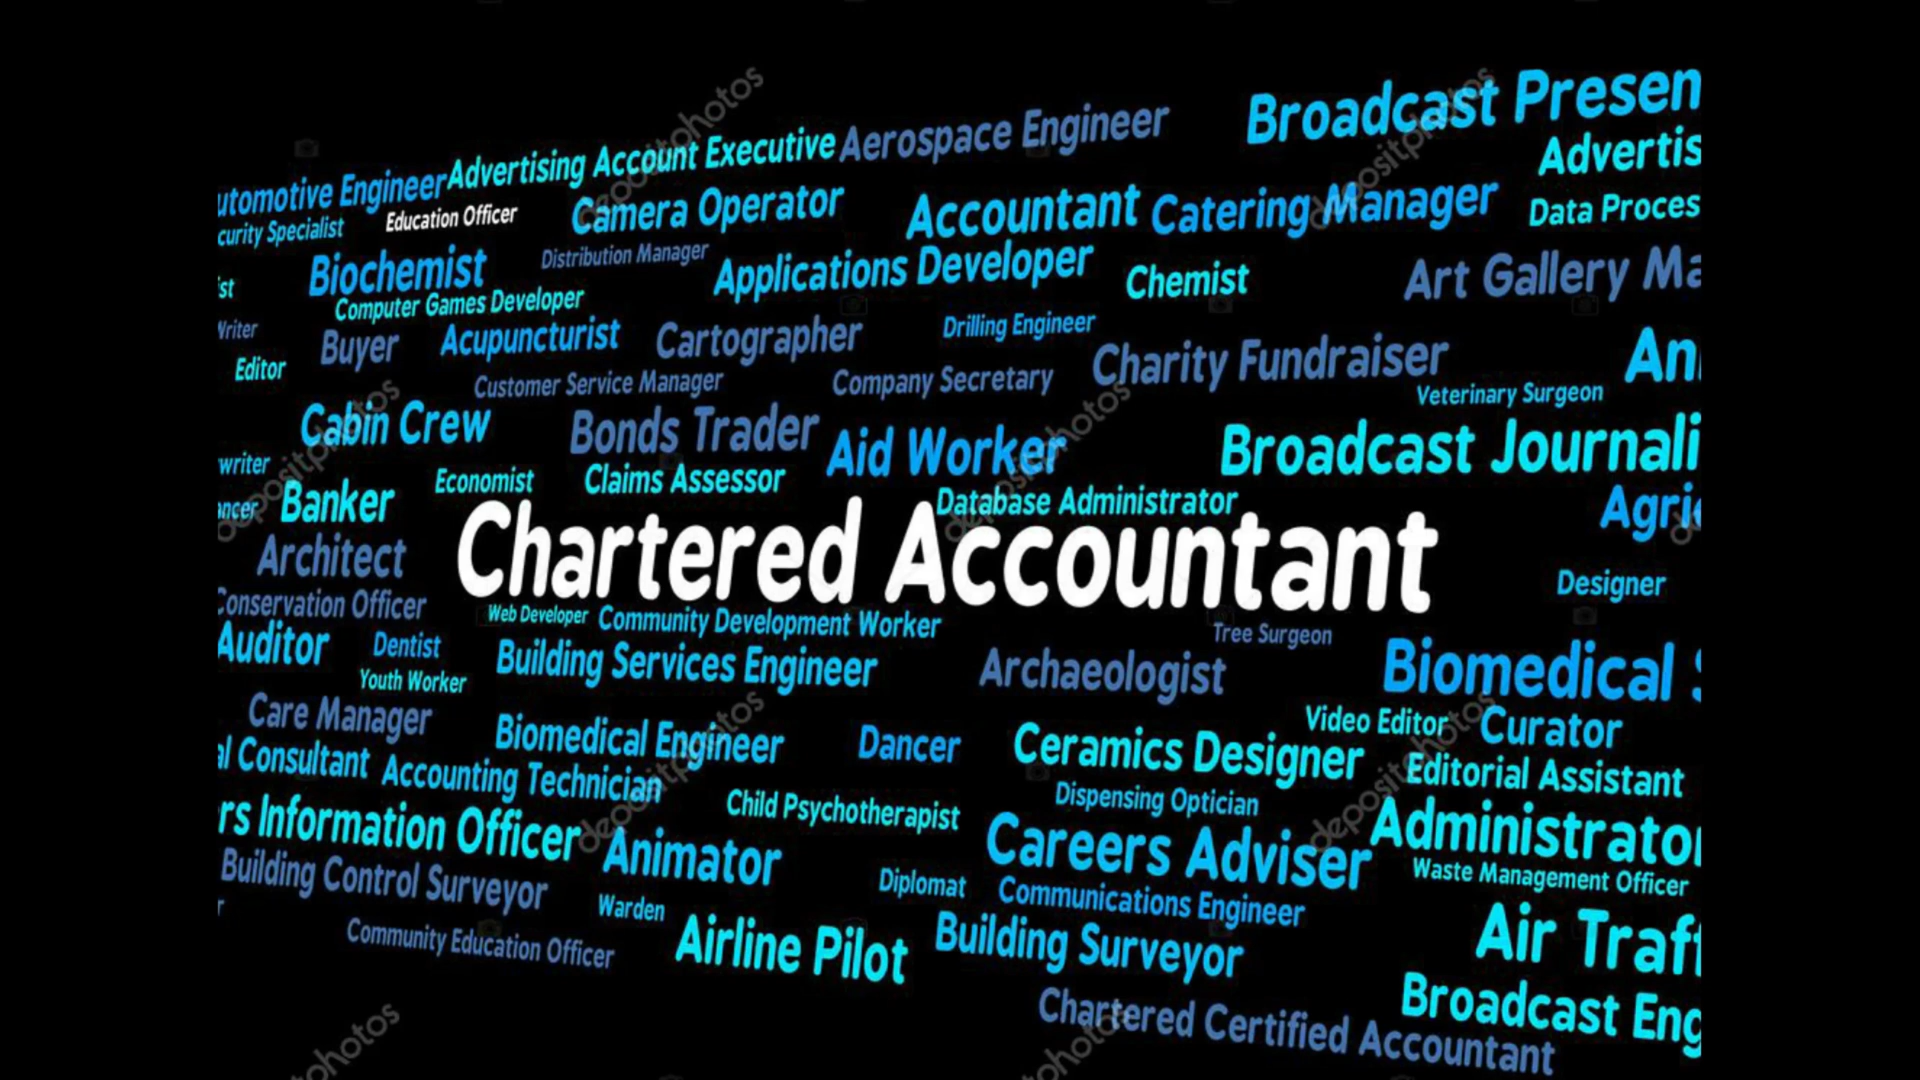 Broadcast Presen
Advertising Account Executive
Aerospace Engineer
Advertis
utomotive Engineer
Education Officer
Camera Operator
Accountant
Catering Manager
Data Proces
curity Specialist
Biochemist
Distribution Manager
Applications Developer
Chemist
Art Gallery Ma
st
Computer Games Developer
Writer
Buyer
Acupuncturist
Cartographer
Drilling Engineer
Charity Fundraiser
An
Editor
Customer Service Manager
Company Secretary
Veterinary Surgeon
Cabin Crew
Bonds Trader
Aid Worker
Broadcast Journali
writer
Economist
Claims Assessor
Banker
Database Administrator
Agri
ancer
Chartered Accountant
Architect
Designer
Conservation Officer
Web Developer
Community Development Worker
Tree Surgeon
Auditor
Dentist
Building Services Engineer
Archaeologist
Biomedical S
Youth Worker
Care Manager
Biomedical Engineer
Dancer
Ceramics Designer
Video Editor
Curator
al Consultant
Accounting Technician
Editorial Assistant
Child Psychotherapist
Dispensing Optician
rs Information Officer
Animator
Careers Adviser
Administrator
Building Control Surveyor
Diplomat
Communications Engineer
Waste Management Officer
r
Warden
Community Education Officer
Airline Pilot
Building Surveyor
Air Traff
Broadcast Eng
Chartered Certified Accountant
depositphotos